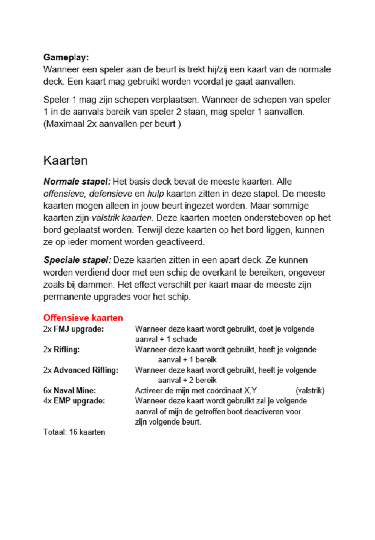 Gameplay:
Wanneer een speler aan de beurt is trekt hij/zij een kaart van de normale
deck. Een kaart mag gebruikt worden voordat je gaat aanvallen.
Speler 1 mag zijn schepen verplaatsen. Wanneer de schepen van speler
1 in de aanvals bereik van speler 2 staan, mag speler 1 aanvallen.
(Maximaal 2x aanvallen per beurt )
Kaarten
Normale stapel: Het basis deck bevat de meeste kaarten. Alle
offensieve, defensieve en hulp kaarten zitten in deze stapel. De meeste
kaarten mogen alleen in jouw beurt ingezet worden. Maar sommige
kaarten zijn valstrik kaarten. Deze kaarten moeten ondersteboven op het
bord geplaatst worden. Terwijl deze kaarten op het bord liggen, kunnen
ze op ieder moment worden geactiveerd.
Speciale stapel: Deze kaarten zitten in een apart deck. Ze kunnen
worden verdiend door met een schip de overkant te bereiken, ongeveer
zoals bij dammen. Het effect verschilt per kaart maar de meeste zijn
permanente upgrades voor het schip.
Offensieve kaarten
2x FMJ upgrade: Wanneer deze kaart wordt gebruikt, doet je volgende
aanval + 1 schade
2x Rifling: Wanneer deze kaart wordt gebruikt, heeft je volgende
aanval + 1 bereik
2x Advanced Rifling: Wanneer deze kaart wordt gebruikt, heeft je volgende
aanval + 2 bereik
6x Naval Mine: Activeer de mijn met coördinaat X,Y (valstrik)
4x EMP upgrade: Wanneer deze kaart wordt gebruikt zal je volgende
aanval of mijn de getroffen boot deactiveren voor
zijn volgende beurt.
Totaal: 16 kaarten